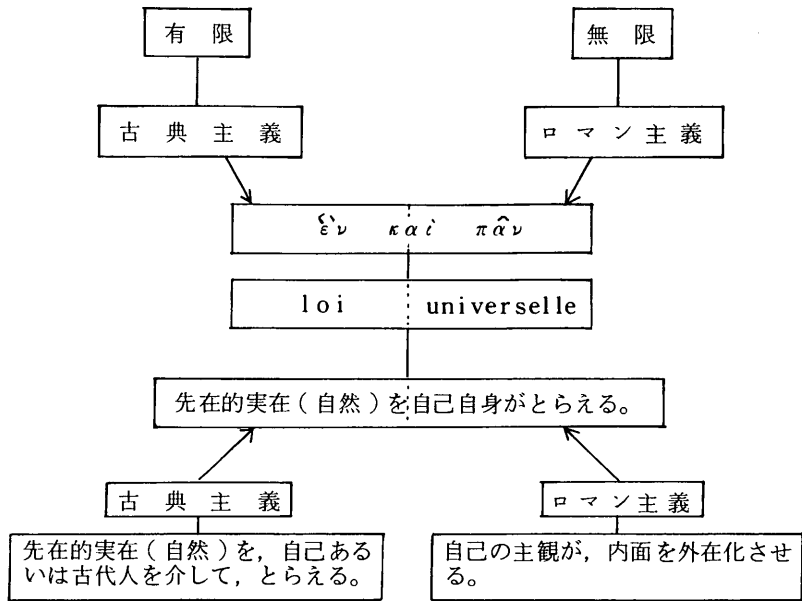 有限
無限
古典主義
ロマン主義
ἓν καὶ πᾶν
loi universelle
先在的実在(自然)を自己自身がとらえる。
古典主義
ロマン主義
先在的実在(自然)を,自己ある
いは古代人を介して,とらえる。
自己の主観が,内面を外在化させ
る。